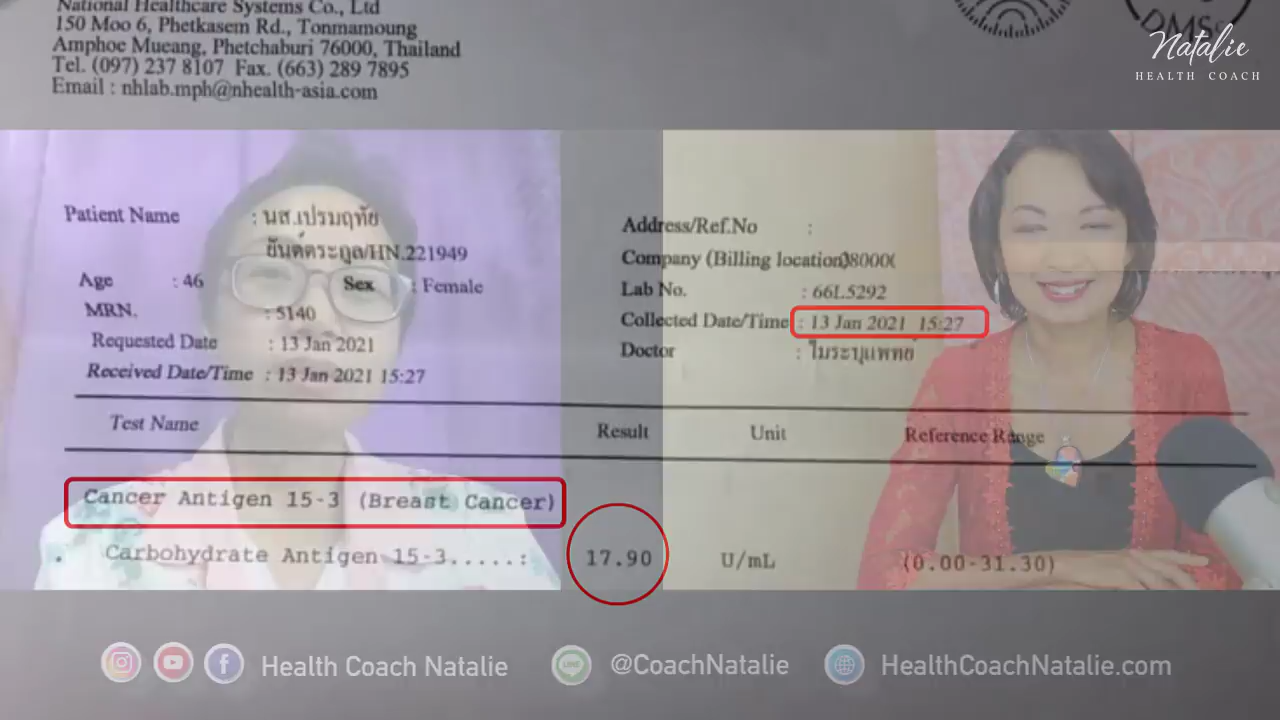 National Healthcare Systems Co., Ltd
150 Moo 6, Phetkasem Rd., Tonmamoung
Amphoe Mueang, Phetchaburi 76000, Thailand
Tel. (097) 237 8107 Fax. (663) 289 7895
Email : nhlab.mph@nhealth-asia.com
Natalie
HEALTH COACH
Patient Name : นส.เปรมฤทัย
ยันต์ตระกูล/HN.221949
Age : 46 Sex : Female
MRN. : 5140
Requested Date : 13 Jan 2021
Received Date/Time : 13 Jan 2021 15:27
Address/Ref.No :
Company (Billing location)
Lab No. : 66L5292
Collected Date/Time : 13 Jan 2021 15:27
Doctor : ไม่ระบุแพทย์
Test Name Result Unit Reference Range
Cancer Antigen 15-3 (Breast Cancer)
. Carbohydrate Antigen 15-3.....: 17.90 U/mL (0.00-31.30)
Health Coach Natalie @CoachNatalie HealthCoachNatalie.com